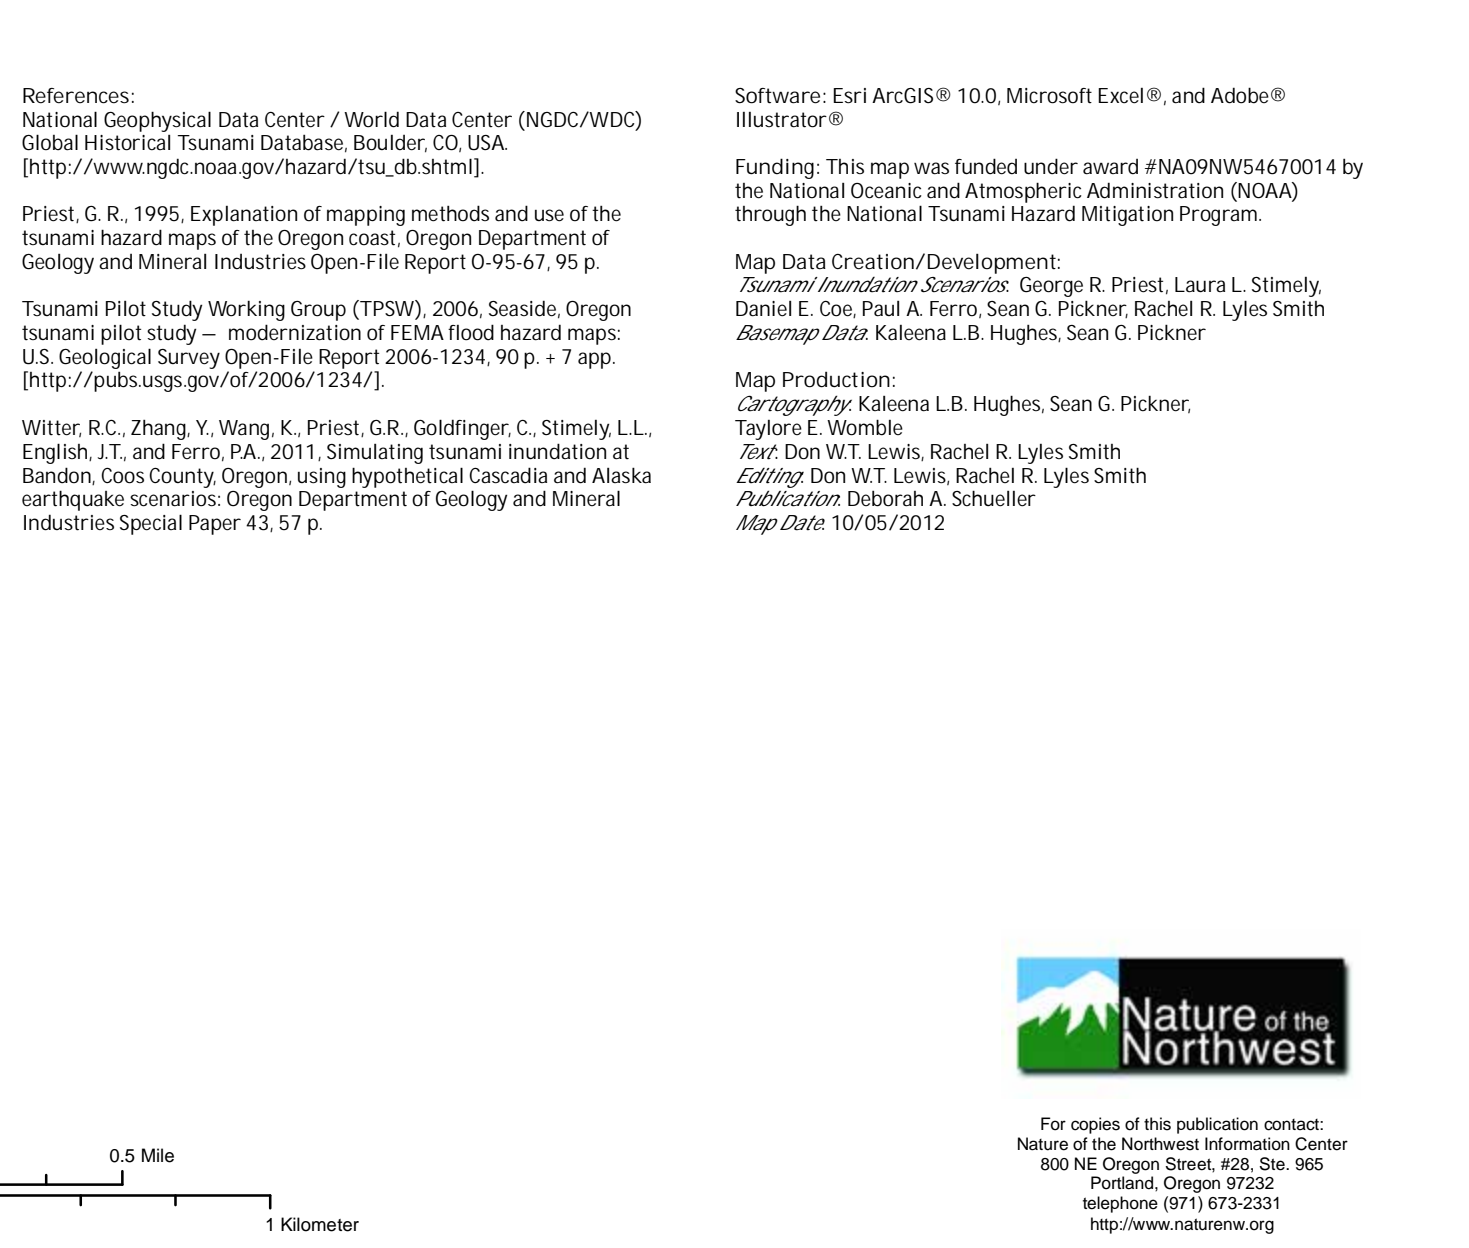 References:
National Geophysical Data Center / World Data Center (NGDC/WDC)
Global Historical Tsunami Database, Boulder, CO, USA.
[http://www.ngdc.noaa.gov/hazard/tsu_db.shtml].
Priest, G. R., 1995, Explanation of mapping methods and use of the
tsunami hazard maps of the Oregon coast, Oregon Department of
Geology and Mineral Industries Open-File Report O-95-67, 95 p.
Tsunami Pilot Study Working Group (TPSW), 2006, Seaside, Oregon
tsunami pilot study — modernization of FEMA flood hazard maps:
U.S. Geological Survey Open-File Report 2006-1234, 90 p. + 7 app.
[http://pubs.usgs.gov/of/2006/1234/].
Witter, R.C., Zhang, Y., Wang, K., Priest, G.R., Goldfinger, C., Stimely, L.L.,
English, J.T., and Ferro, P.A., 2011, Simulating tsunami inundation at
Bandon, Coos County, Oregon, using hypothetical Cascadia and Alaska
earthquake scenarios: Oregon Department of Geology and Mineral
Industries Special Paper 43, 57 p.
Software: Esri ArcGIS® 10.0, Microsoft Excel®, and Adobe®
Illustrator®
Funding: This map was funded under award #NA09NW54670014 by
the National Oceanic and Atmospheric Administration (NOAA)
through the National Tsunami Hazard Mitigation Program.
Map Data Creation/Development:
Tsunami Inundation Scenarios: George R. Priest, Laura L. Stimely,
Daniel E. Coe, Paul A. Ferro, Sean G. Pickner, Rachel R. Lyles Smith
Basemap Data: Kaleena L.B. Hughes, Sean G. Pickner
Map Production:
Cartography: Kaleena L.B. Hughes, Sean G. Pickner,
Taylore E. Womble
Text: Don W.T. Lewis, Rachel R. Lyles Smith
Editing: Don W.T. Lewis, Rachel R. Lyles Smith
Publication: Deborah A. Schueller
Map Date: 10/05/2012
0.5 Mile
1 Kilometer
Nature of the
Northwest
For copies of this publication contact:
Nature of the Northwest Information Center
800 NE Oregon Street, #28, Ste. 965
Portland, Oregon 97232
telephone (971) 673-2331
http://www.naturenw.org